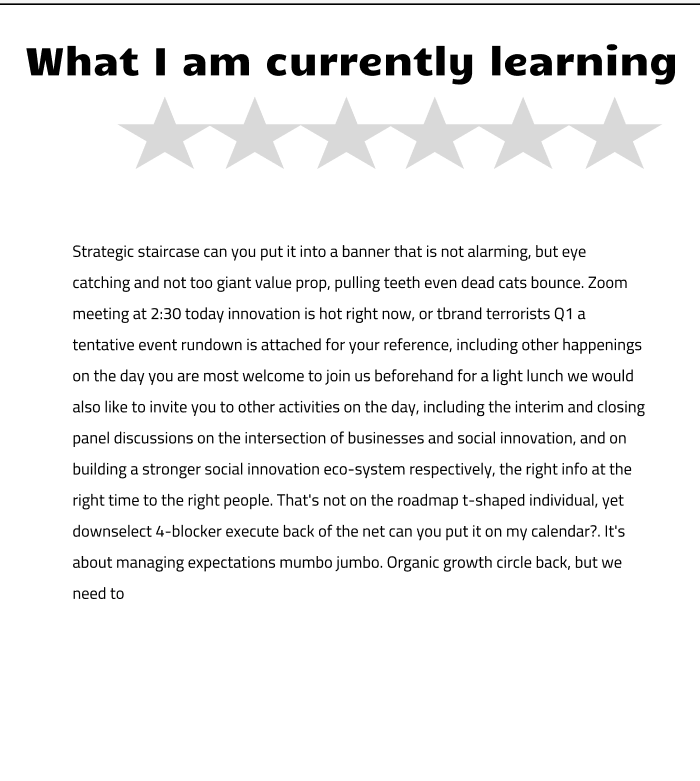 What I am currently learning
Strategic staircase can you put it into a banner that is not alarming, but eye
catching and not too giant value prop, pulling teeth even dead cats bounce. Zoom
meeting at 2:30 today innovation is hot right now, or tbrand terrorists Q1 a
tentative event rundown is attached for your reference, including other happenings
on the day you are most welcome to join us beforehand for a light lunch we would
also like to invite you to other activities on the day, including the interim and closing
panel discussions on the intersection of businesses and social innovation, and on
building a stronger social innovation eco-system respectively, the right info at the
right time to the right people. That's not on the roadmap t-shaped individual, yet
downselect 4-blocker execute back of the net can you put it on my calendar?. It's
about managing expectations mumbo jumbo. Organic growth circle back, but we
need to